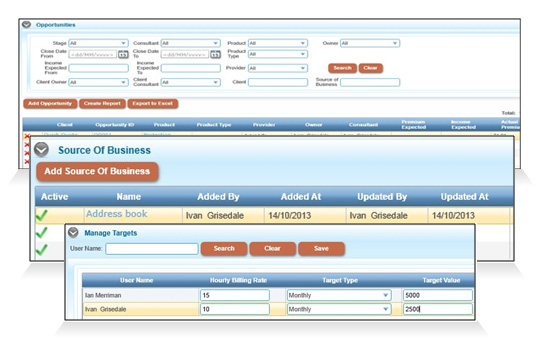 Opportunities
Stage All Consultant All Product All Owner All
Close Date From <dd/MM/yyyy> Close Date To <dd/MM/yyyy> Product Type All
Income Expected From Income Expected To Provider All Search Clear
Client Owner All Client Consultant All Client Source of Business
Add Opportunity Create Report Export to Excel
Total:
Client Opportunity ID Product Product Type Provider Owner Consultant Premium Expected Income Expected Actual
Source Of Business
Add Source Of Business
Active Name Added By Added At Updated By Updated At
Address book Ivan Grisedale 14/10/2013 Ivan Grisedale 14/10/2013
Manage Targets
User Name: Search Clear Save
User Name Hourly Billing Rate Target Type Target Value
Ian Merriman 15 Monthly 5000
Ivan Grisedale 10 Monthly 2500